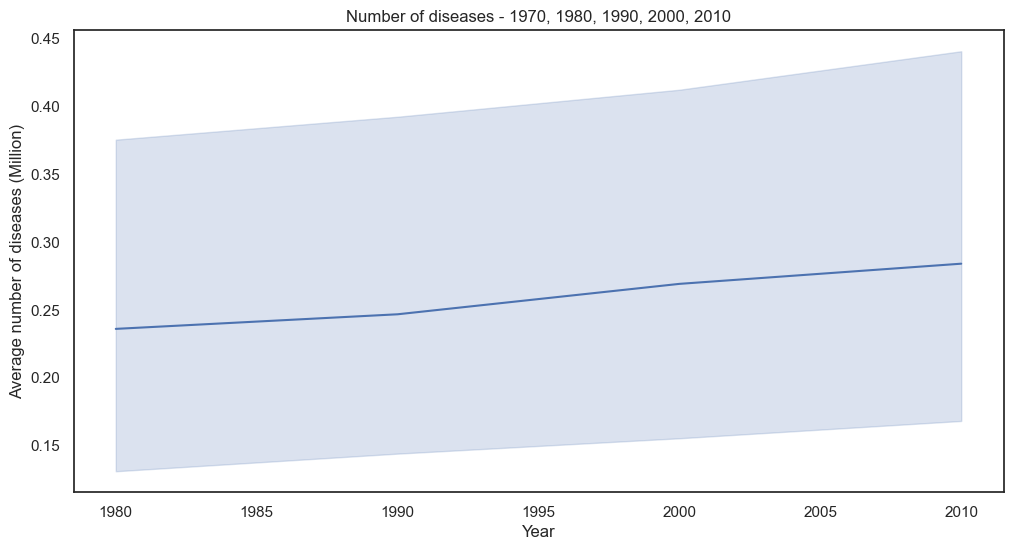 Number of diseases - 1970, 1980, 1990, 2000, 2010
0.45
0.40
0.35
0.30
0.25
0.20
0.15
Average number of diseases (Million)
1980 1985 1990 1995 2000 2005 2010
Year